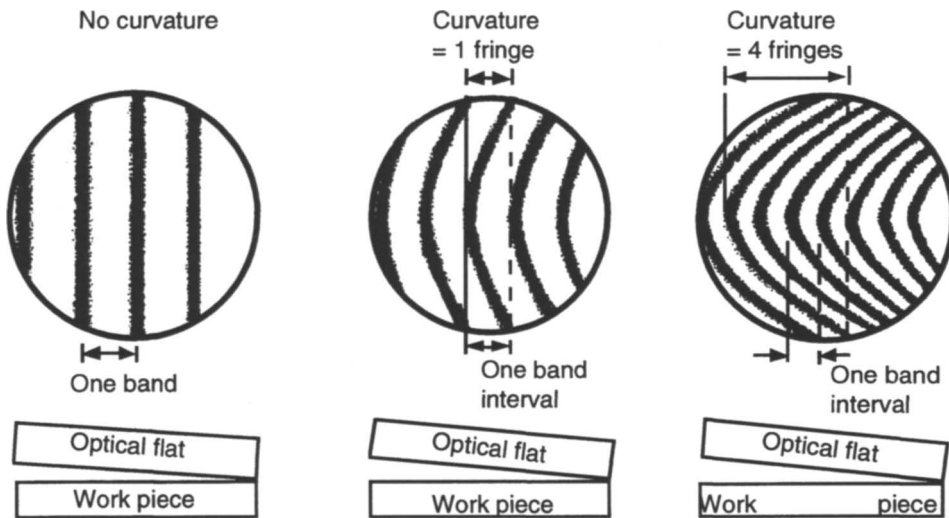 No curvature
Curvature
= 1 fringe
Curvature
= 4 fringes
One band
One band
interval
One band
interval
Optical flat
Optical flat
Optical flat
Work piece
Work piece
Work piece